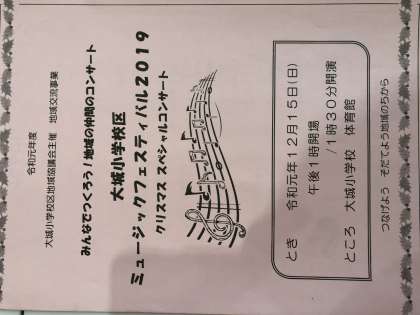 令和元年度
大城小学校区地域協議会主催　地域交流事業
みんなでつくろう！地域の仲間のコンサート
大城小学校区
ミュージックフェスティバル２０１９
クリスマス スペシャルコンサート
とき　令和元年１２月１５日(日)
午後１時開場
/１時３０分開演
ところ　大城小学校　体育館
つなげよう　そだてよう地域のちから